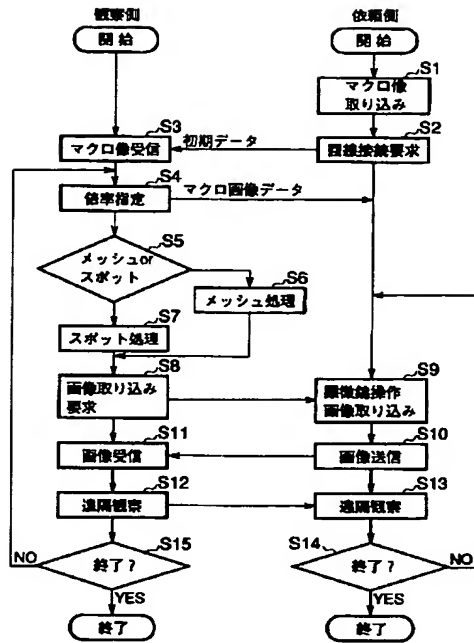 観察側
依頼側
開始
開始
S1
マクロ像
取り込み
S3
S2
マクロ像受信
初期データ
回線接続要求
S4
倍率指定
マクロ画像データ
S5
メッシュor
スポット
S6
メッシュ処理
S7
スポット処理
S8
画像取り込み
要求
S9
顕微鏡操作
画像取り込み
S11
画像受信
S10
画像送信
S12
遠隔観察
S13
遠隔観察
S15
NO
終了?
YES
S14
終了?
NO
YES
終了
終了